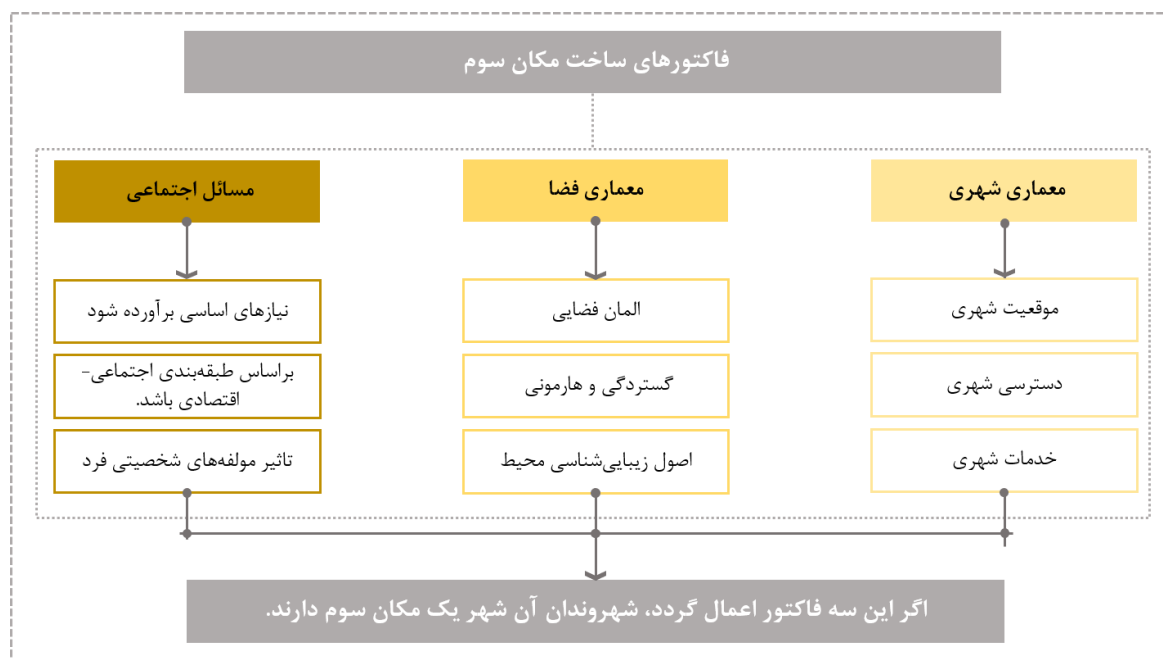 فاکتورهای ساخت مکان سوم
معماری شهری
موقعیت شهری
دسترسی شهری
خدمات شهری
معماری فضا
المان فضایی
گستردگی و هارمونی
اصول زیبایی‌شناسی محیط
مسائل اجتماعی
نیازهای اساسی برآورده شود
براساس طبقه‌بندی اجتماعی-
اقتصادی باشد.
تاثیر مولفه‌های شخصیتی فرد
اگر این سه فاکتور اعمال گردد، شهروندان آن شهر یک مکان سوم دارند.